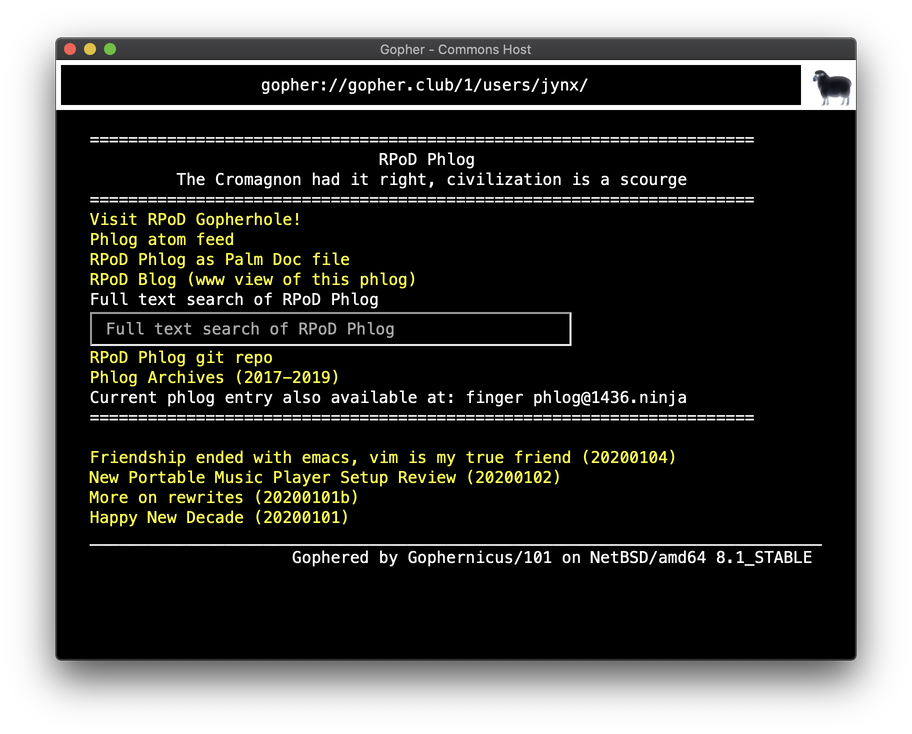 Gopher – Commons Host
gopher://gopher.club/1/users/jynx/
=====================================================================
RPoD Phlog
The Cromagnon had it right, civilization is a scourge
=====================================================================
Visit RPoD Gopherhole!
Phlog atom feed
RPoD Phlog as Palm Doc file
RPoD Blog (www view of this phlog)
Full text search of RPoD Phlog
Full text search of RPoD Phlog
RPoD Phlog git repo
Phlog Archives (2017-2019)
Current phlog entry also available at: finger phlog@1436.ninja
=====================================================================
Friendship ended with emacs, vim is my true friend (20200104)
New Portable Music Player Setup Review (20200102)
More on rewrites (20200101b)
Happy New Decade (20200101)
____________________________________________________________________________
Gophered by Gophernicus/101 on NetBSD/amd64 8.1_STABLE